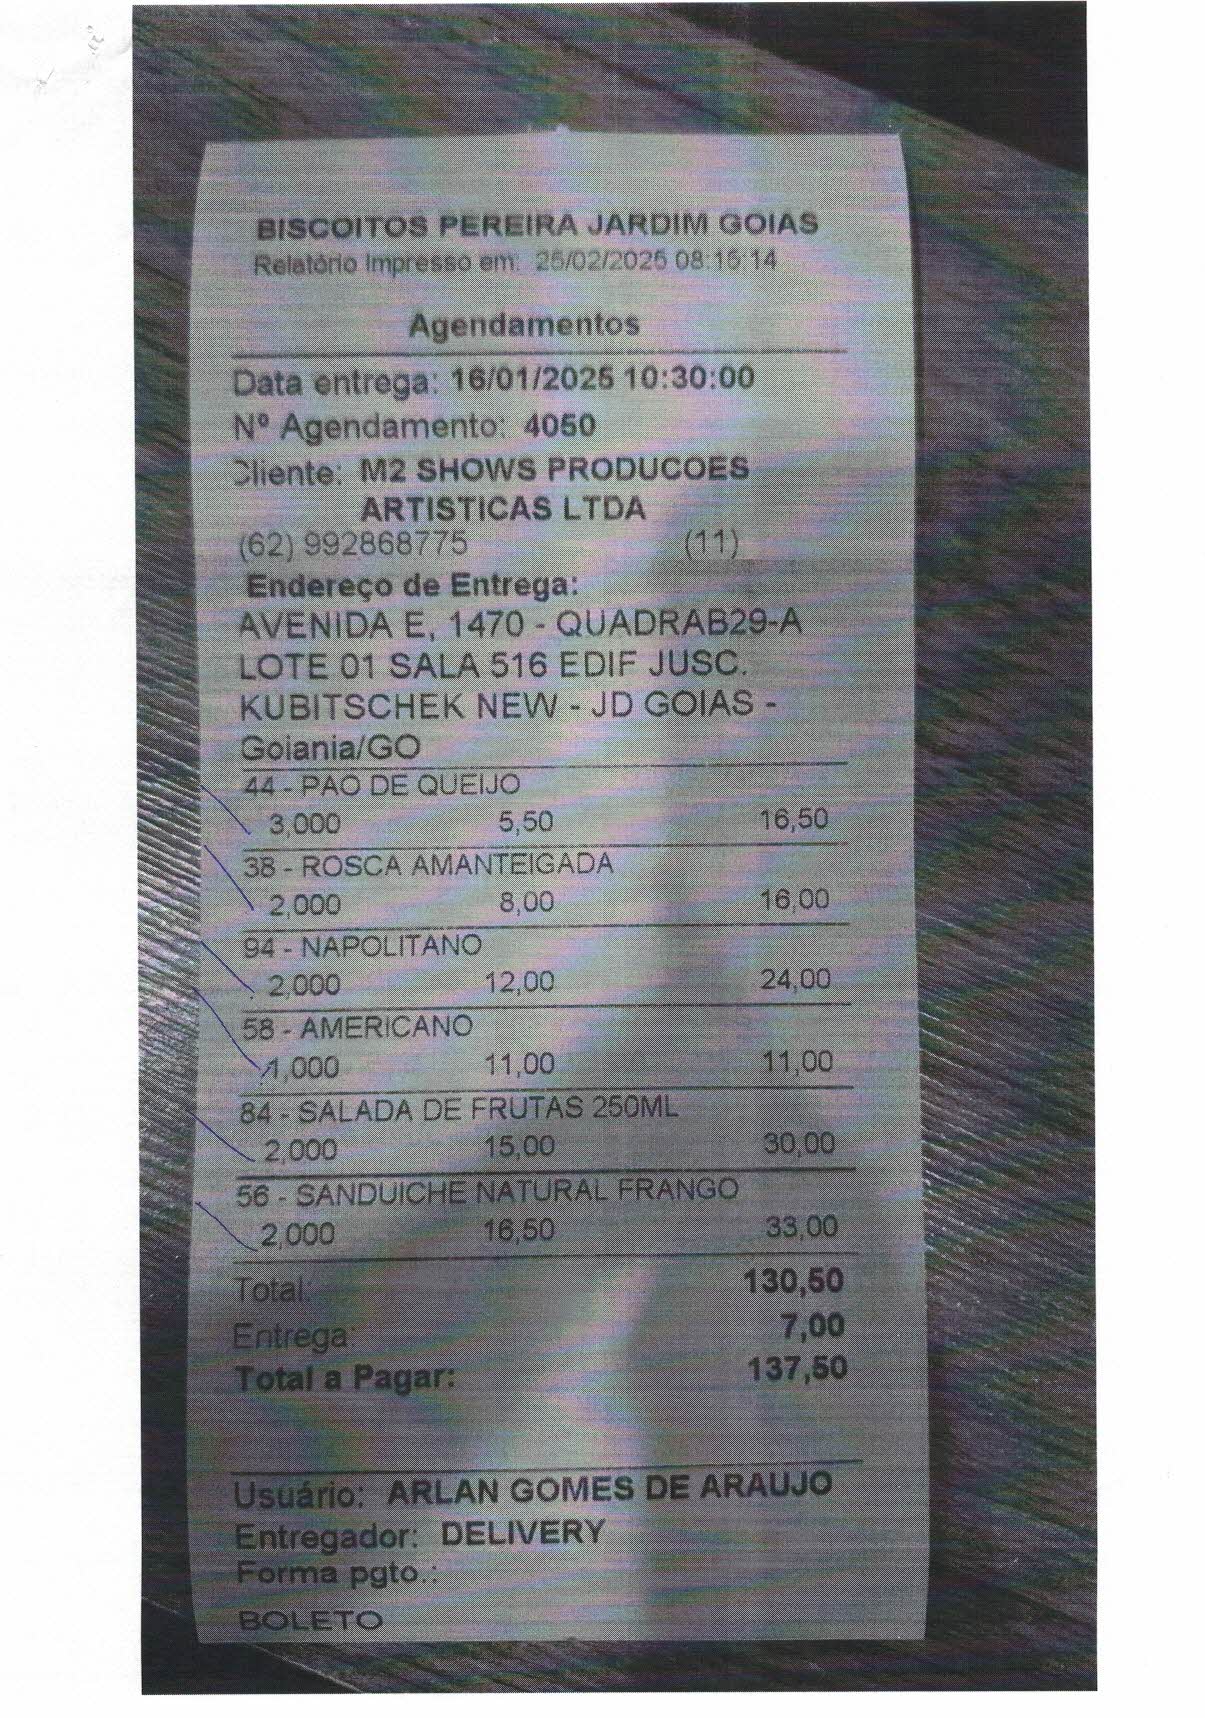 BISCOITOS PEREIRA JARDIM GOIAS
Relatório Impresso em: 25/02/2025 08:15:14
Agendamentos
Data entrega: 16/01/2025 10:30:00
Nº Agendamento: 4050
Cliente: M2 SHOWS PRODUCOES
ARTISTICAS LTDA
(62) 992868775 (11)
Endereço de Entrega:
AVENIDA E, 1470 - QUADRAB29-A
LOTE 01 SALA 516 EDIF JUSC.
KUBITSCHEK NEW - JD GOIAS -
Goiania/GO
44 - PAO DE QUEIJO
3,000 5,50 16,50
38 - ROSCA AMANTEIGADA
2,000 8,00 16,00
94 - NAPOLITANO
2,000 12,00 24,00
58 - AMERICANO
1,000 11,00 11,00
84 - SALADA DE FRUTAS 250ML
2,000 15,00 30,00
56 - SANDUICHE NATURAL FRANGO
2,000 16,50 33,00
Total: 130,50
Entrega: 7,00
Total a Pagar: 137,50
Usuário: ARLAN GOMES DE ARAUJO
Entregador: DELIVERY
Forma pgto.:
BOLETO